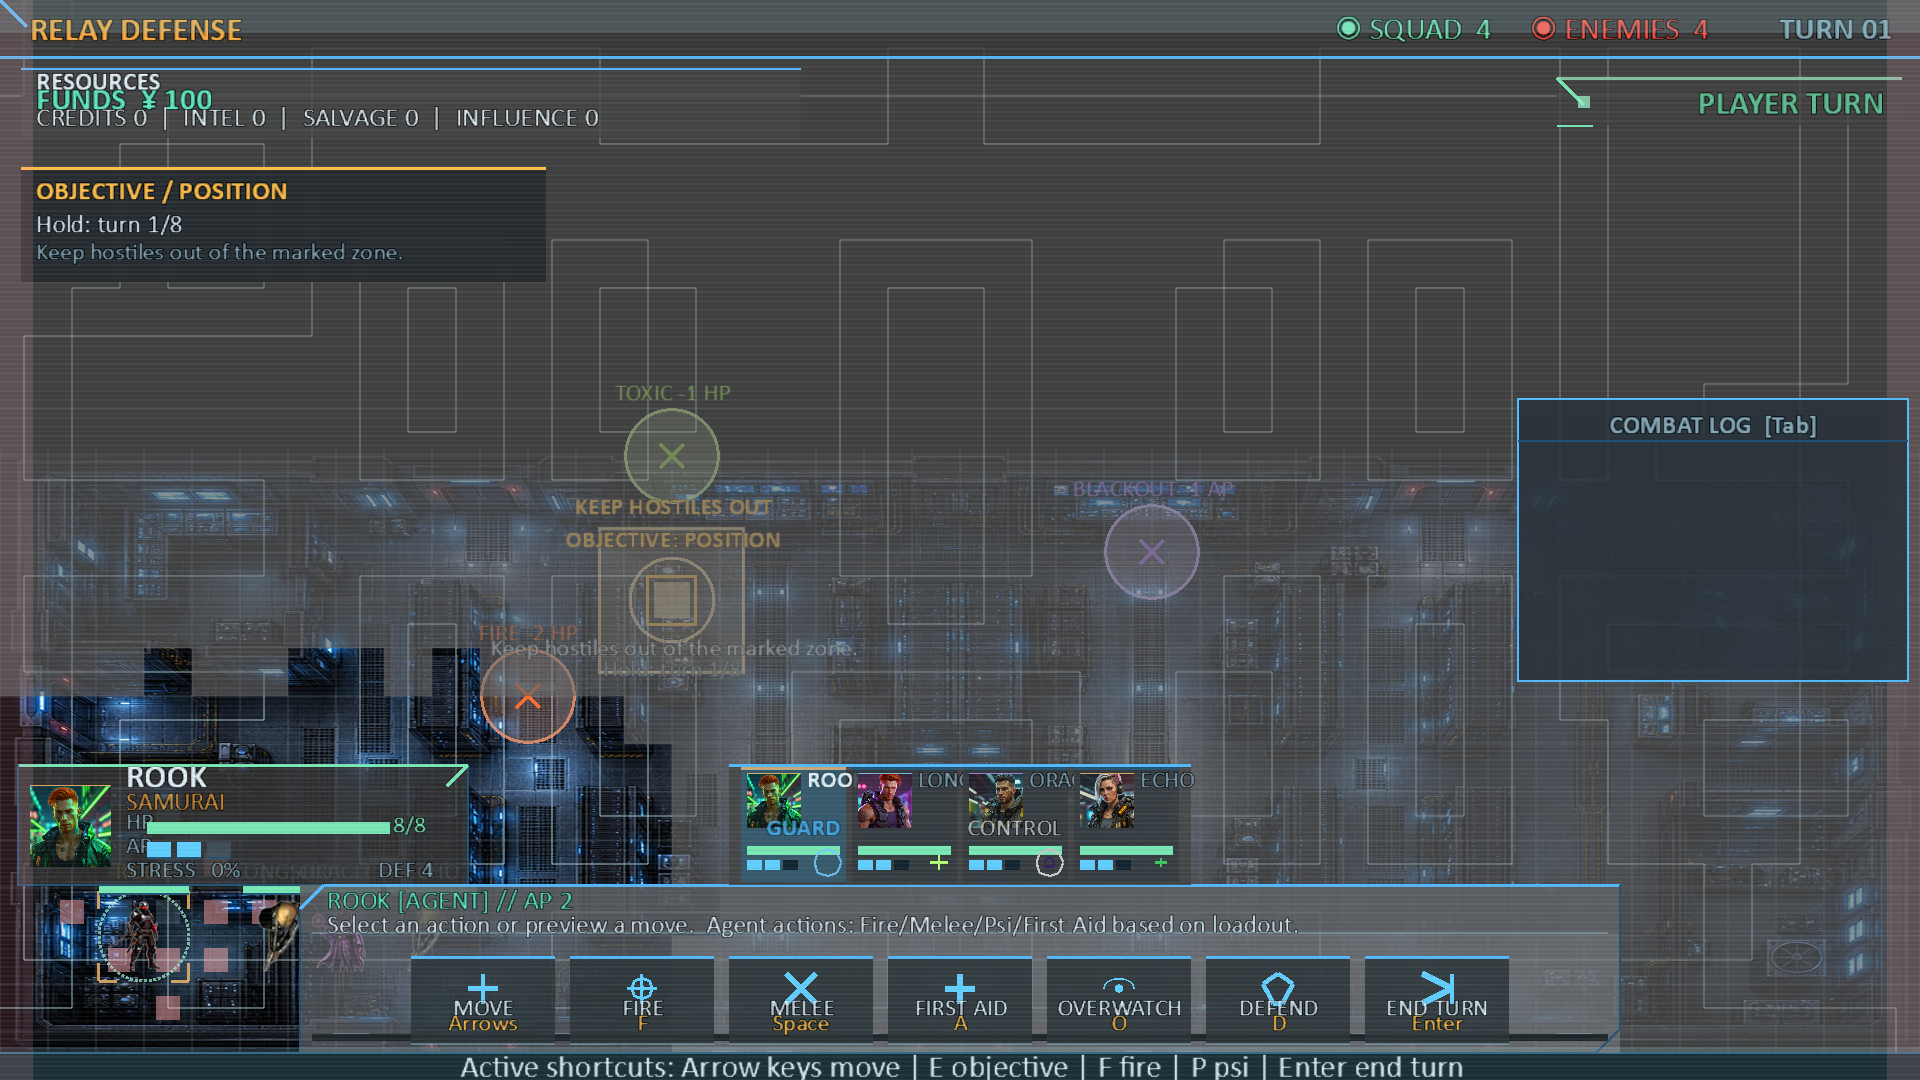 RELAY DEFENSE
SQUAD 4
ENEMIES 4
TURN 01
RESOURCES
FUNDS ¥ 100
CREDITS 0 | INTEL 0 | SALVAGE 0 | INFLUENCE 0
PLAYER TURN
OBJECTIVE / POSITION
Hold: turn 1/8
Keep hostiles out of the marked zone.
TOXIC -1 HP
COMBAT LOG [Tab]
BLACKOUT -1 AP
KEEP HOSTILES OUT
OBJECTIVE: POSITION
FIRE -2 HP
Keep hostiles out of the marked zone.
Hold: turn 1/8
ROOK
SAMURAI
HP
8/8
AP
STRESS 0%
DEF 4
ROO
GUARD
LONG
ORA
CONTROL
ECHO
ROOK [AGENT] // AP 2
Select an action or preview a move. Agent actions: Fire/Melee/Psi/First Aid based on loadout.
MOVE
Arrows
FIRE
F
MELEE
Space
FIRST AID
A
OVERWATCH
O
DEFEND
D
END TURN
Enter
Active shortcuts: Arrow keys move | E objective | F fire | P psi | Enter end turn